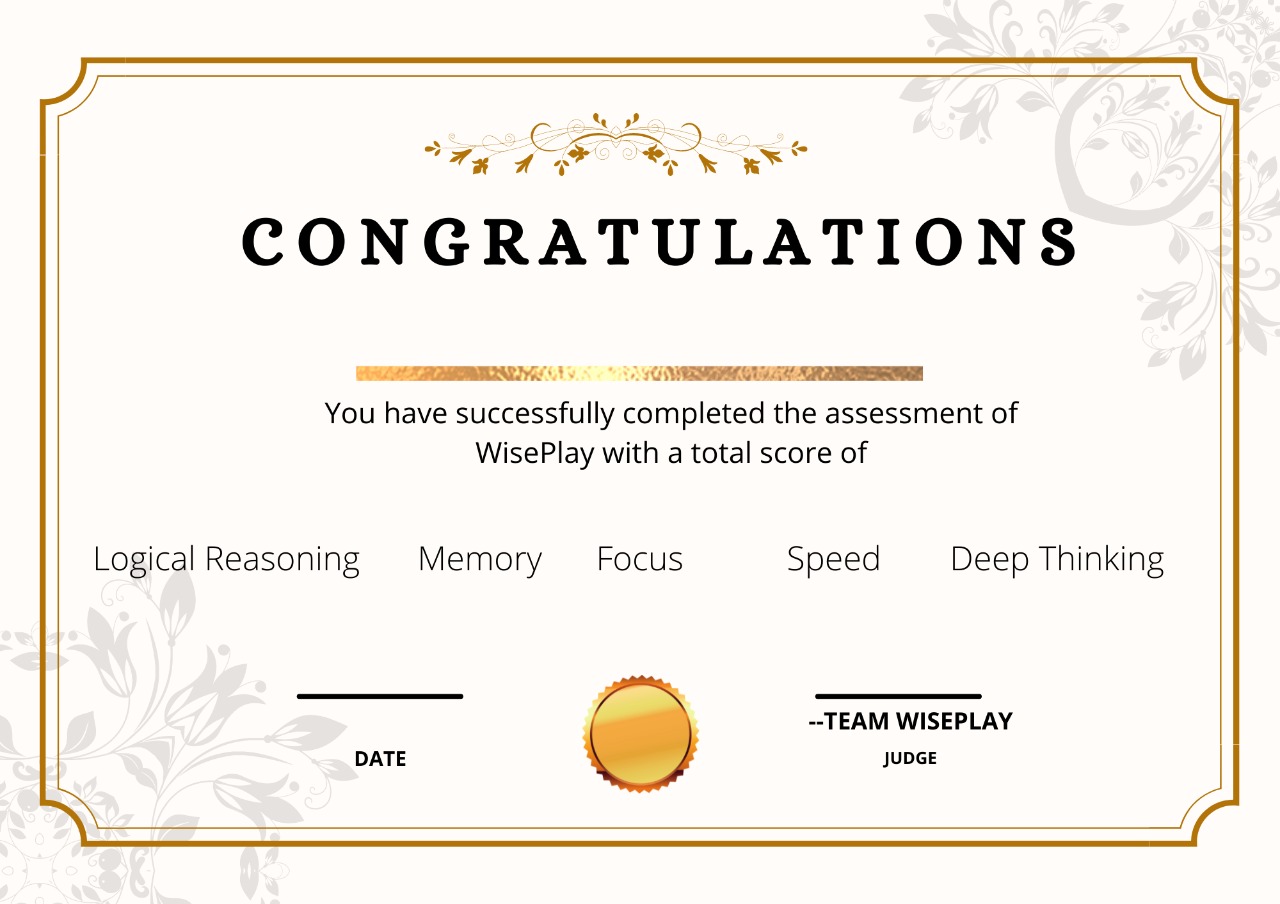 CONGRATULATIONS
You have successfully completed the assessment of
WisePlay with a total score of
Logical Reasoning Memory Focus Speed Deep Thinking
--TEAM WISEPLAY
DATE
JUDGE